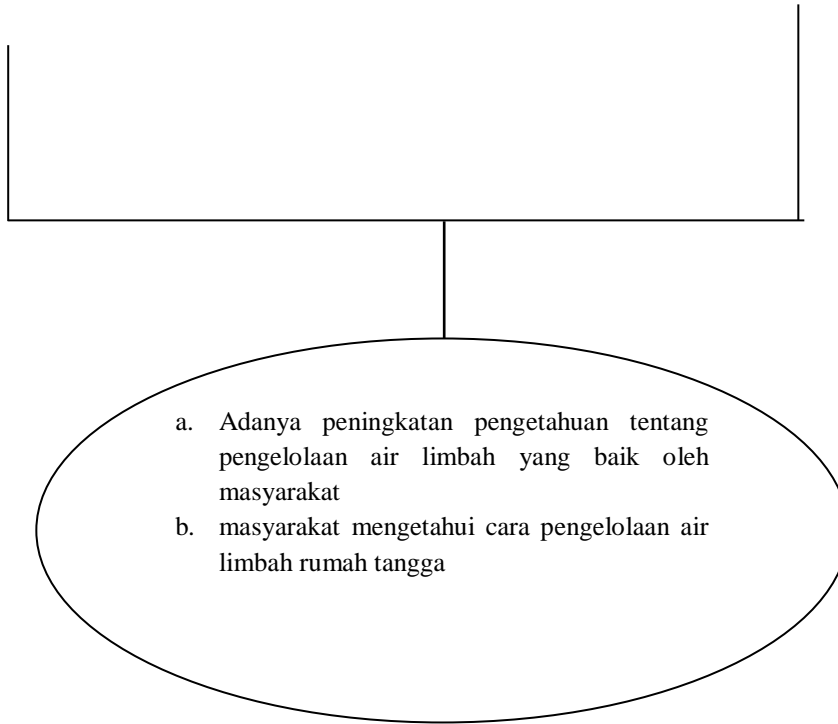 a. Adanya peningkatan pengetahuan tentang
pengelolaan air limbah yang baik oleh
masyarakat
b. masyarakat mengetahui cara pengelolaan air
limbah rumah tangga